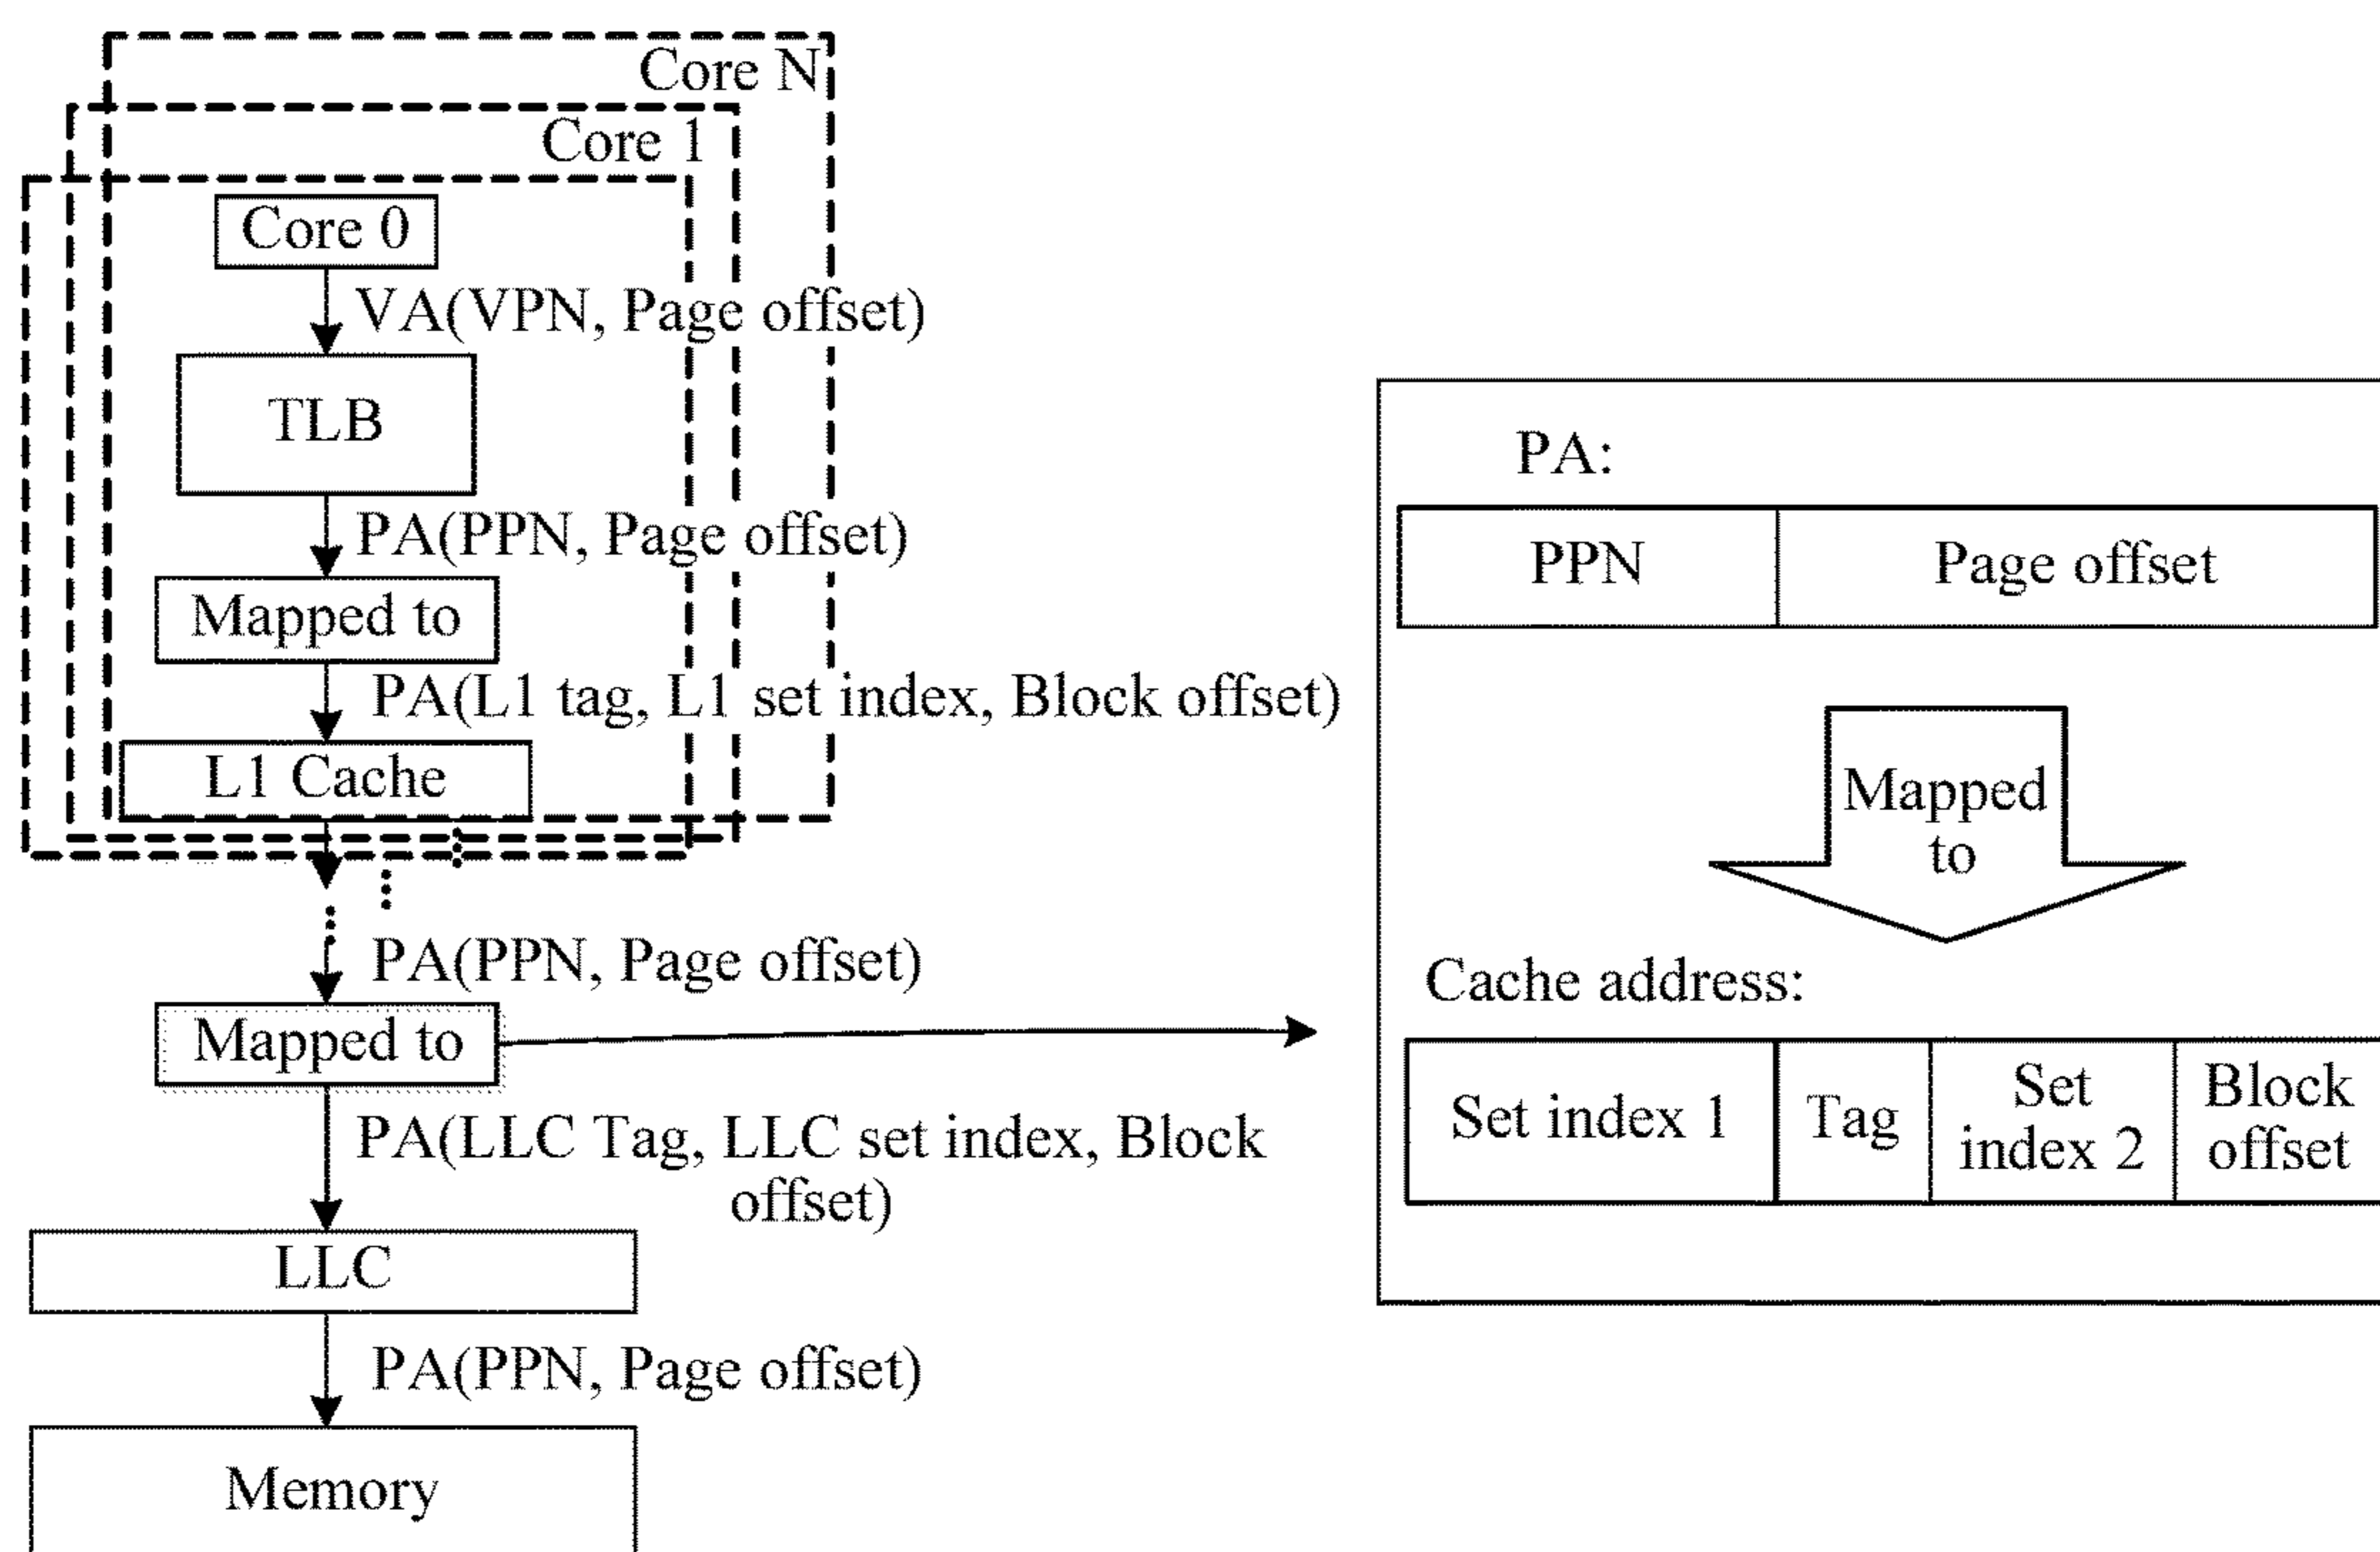 Core N
Core 1
Core 0
VA(VPN, Page offset)
TLB
PA(PPN, Page offset)
Mapped to
PA(L1 tag, L1 set index, Block offset)
L1 Cache
PA(PPN, Page offset)
Mapped to
PA(LLC Tag, LLC set index, Block
offset)
LLC
PA(PPN, Page offset)
Memory
PA:
PPN
Page offset
Mapped
to
Cache address:
Set index 1
Tag
Set
index 2
Block
offset